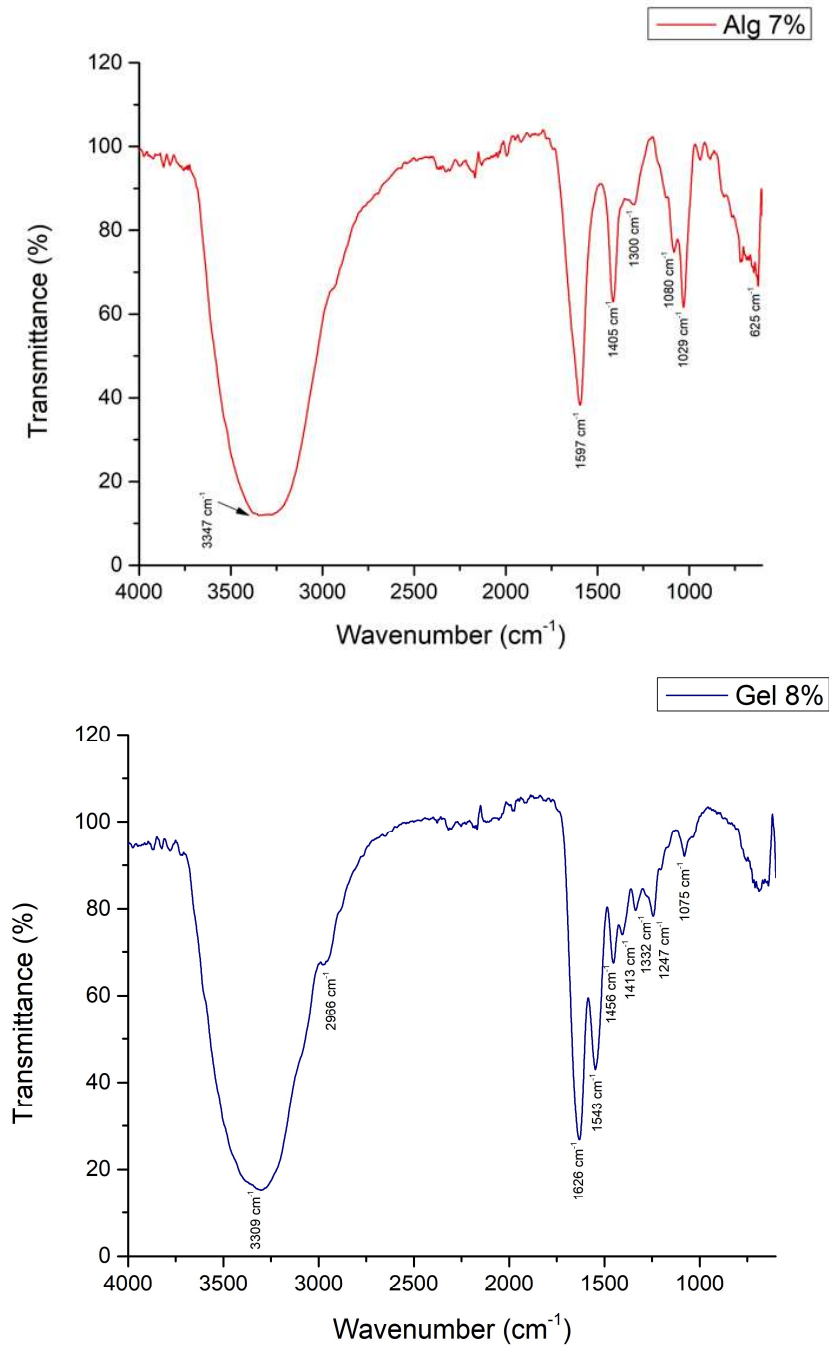 Alg 7%
120
100
80
60
40
20
0
Transmittance (%)
3347 cm⁻¹
1597 cm⁻¹
1405 cm⁻¹
1300 cm⁻¹
1080 cm⁻¹
1029 cm⁻¹
625 cm⁻¹
4000 3500 3000 2500 2000 1500 1000
Wavenumber (cm⁻¹)
Gel 8%
120
100
80
60
40
20
0
Transmittance (%)
3309 cm⁻¹
2966 cm⁻¹
1626 cm⁻¹
1543 cm⁻¹
1456 cm⁻¹
1413 cm⁻¹
1332 cm⁻¹
1247 cm⁻¹
1075 cm⁻¹
4000 3500 3000 2500 2000 1500 1000
Wavenumber (cm⁻¹)